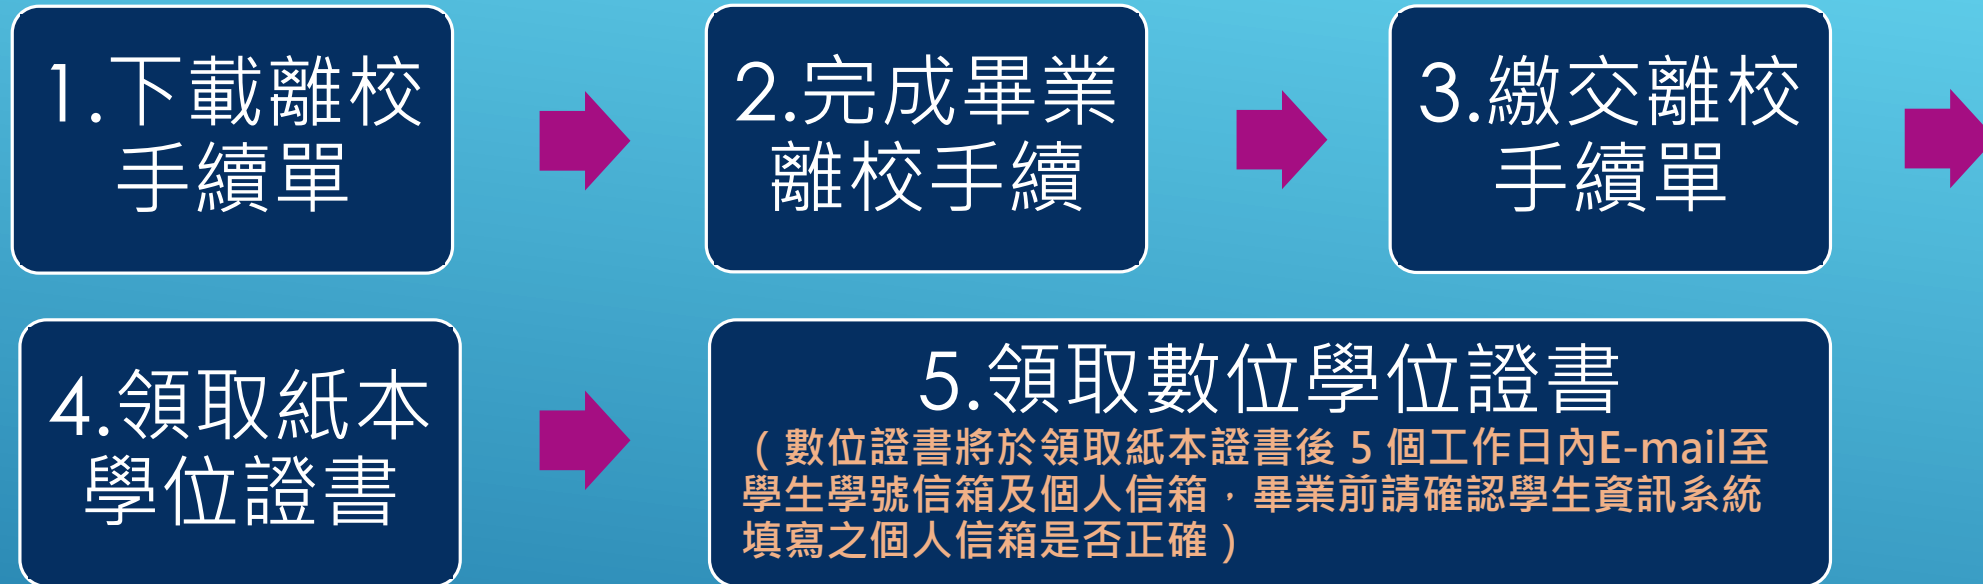 1.下載離校
手續單
2.完成畢業
離校手續
3.繳交離校
手續單
4.領取紙本
學位證書
5.領取數位學位證書
(數位證書將於領取紙本證書後 5 個工作日內E-mail至
學生學號信箱及個人信箱，畢業前請確認學生資訊系統
填寫之個人信箱是否正確)